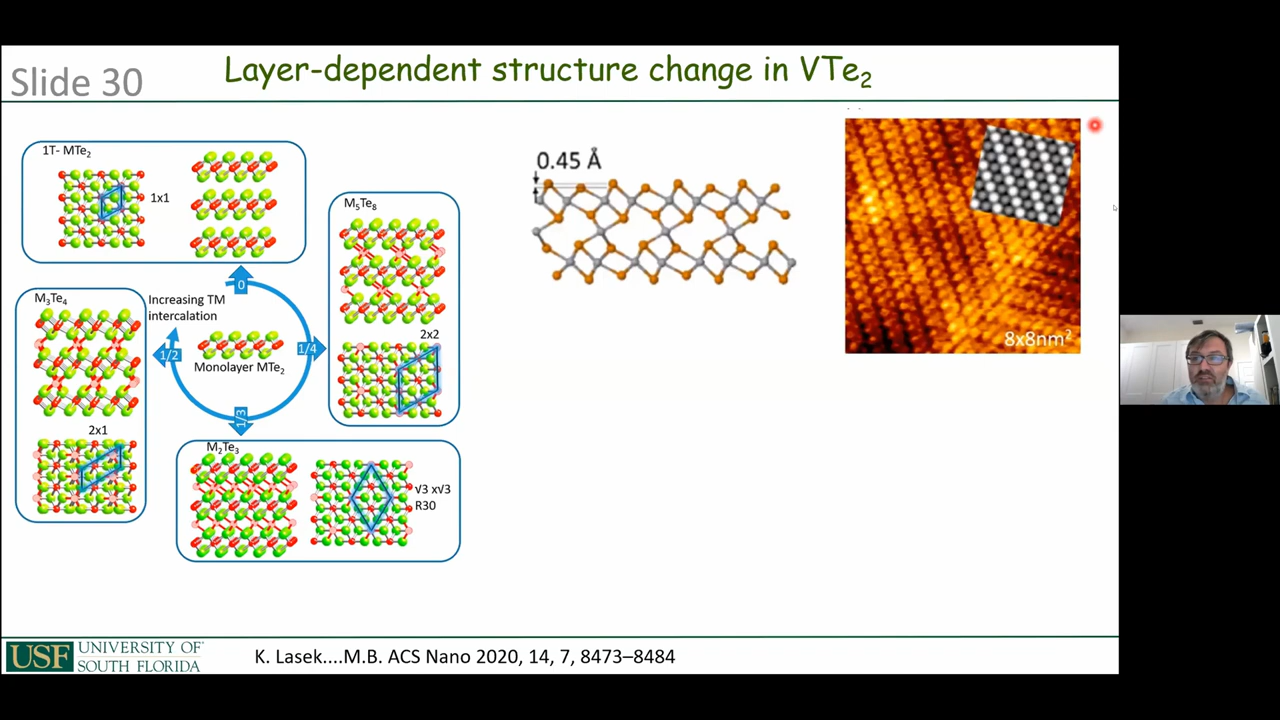 Slide 30
Layer-dependent structure change in VTe₂
1T- MTe₂
1x1
M₅Te₈
2x2
M₃Te₄
2x1
Increasing TM
intercalation
0
1/2
1/4
1/3
Monolayer MTe₂
M₂Te₃
√3 x√3
R30
0.45 Å
8x8nm²
USF UNIVERSITY OF
SOUTH FLORIDA
K. Lasek....M.B. ACS Nano 2020, 14, 7, 8473–8484